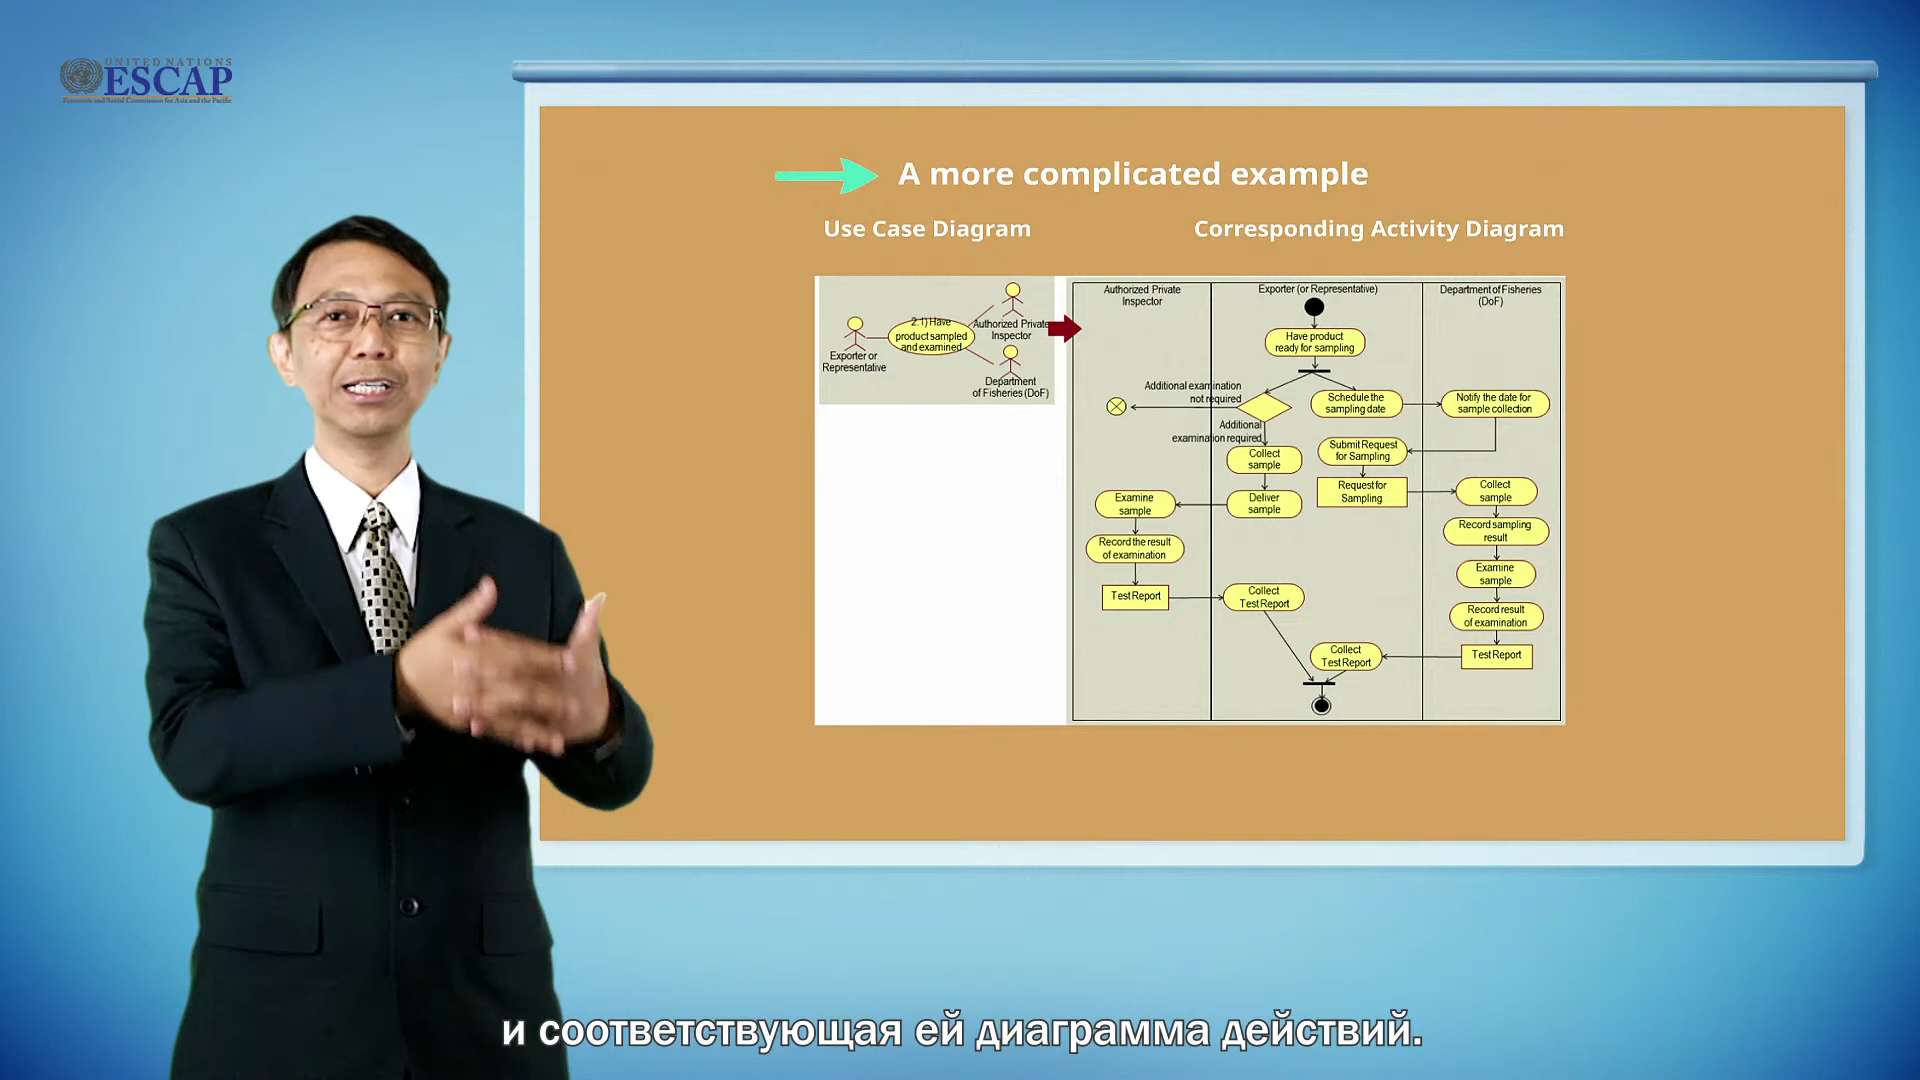 UNITED NATIONS
ESCAP
Economic and Social Commission for Asia and the Pacific
A more complicated example
Use Case Diagram
Corresponding Activity Diagram
2.1) Have
product sampled
and examined
Exporter or
Representative
Authorized Private
Inspector
Department
of Fisheries (DoF)
Authorized Private
Inspector
Exporter (or Representative)
Department of Fisheries
(DoF)
Have product
ready for sampling
Additional examination
not required
Schedule the
sampling date
Notify the date for
sample collection
Additional
examination required
Submit Request
for Sampling
Collect
sample
Request for
Sampling
Collect
sample
Examine
sample
Deliver
sample
Record sampling
result
Record the result
of examination
Examine
sample
Test Report
Collect
Test Report
Record result
of examination
Collect
Test Report
Test Report
и соответствующая ей диаграмма действий.